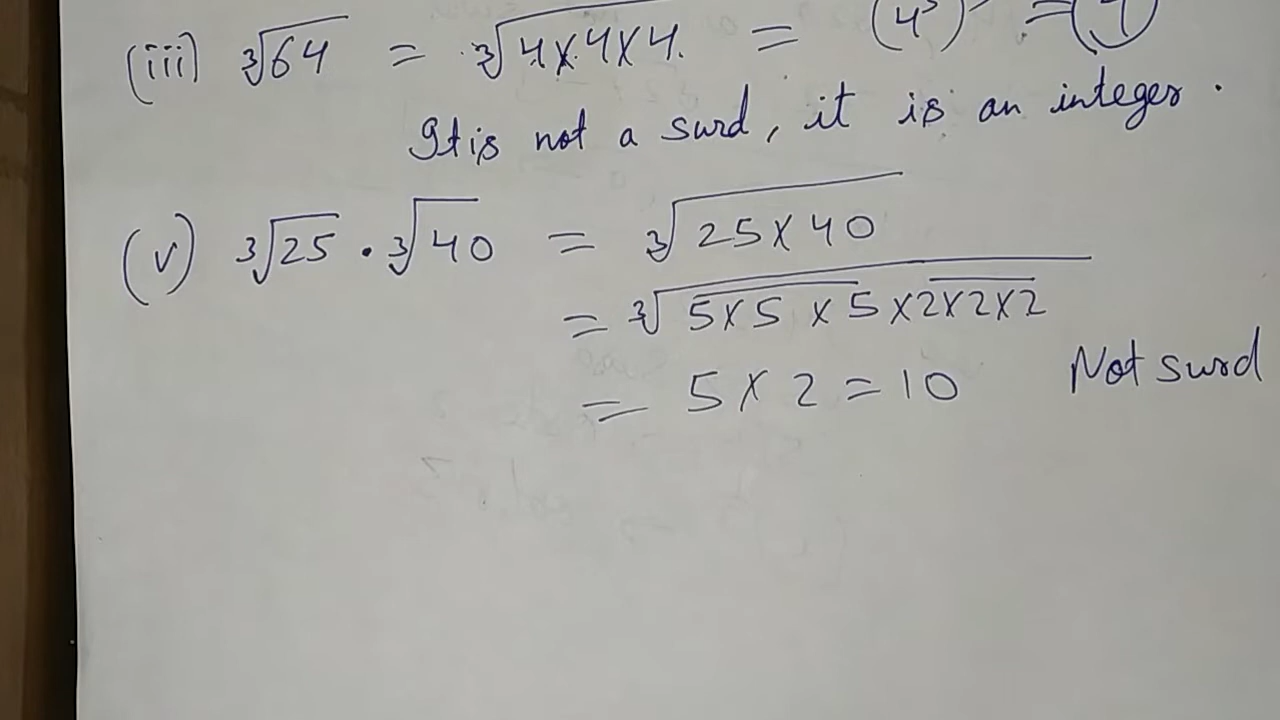 (iii) ∛64 = ∛4×4×4 = (4³) = 4
It is not a surd, it is an integer.
(v) ∛25 . ∛40 = ∛25×40
= ∛5×5×5×2×2×2
= 5×2=10 Not surd